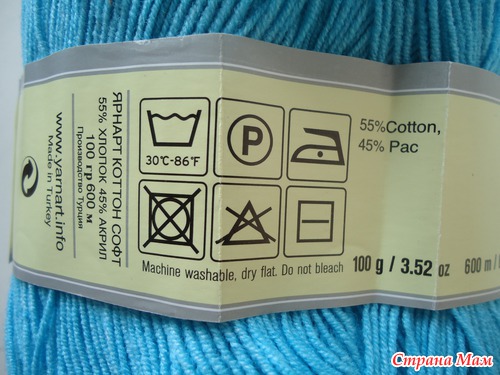 www.yarnart.info
Made in Turkey
ЯРНАРТ КОТТОН СОФТ
55% ХЛОПОК 45% АКРИЛ
100 гр 600 м
Производство Турция
30°C-86°F
P
55%Cotton,
45% Pac
Machine washable, dry flat. Do not bleach
100 g / 3.52 oz
600 m /
Страна Мам